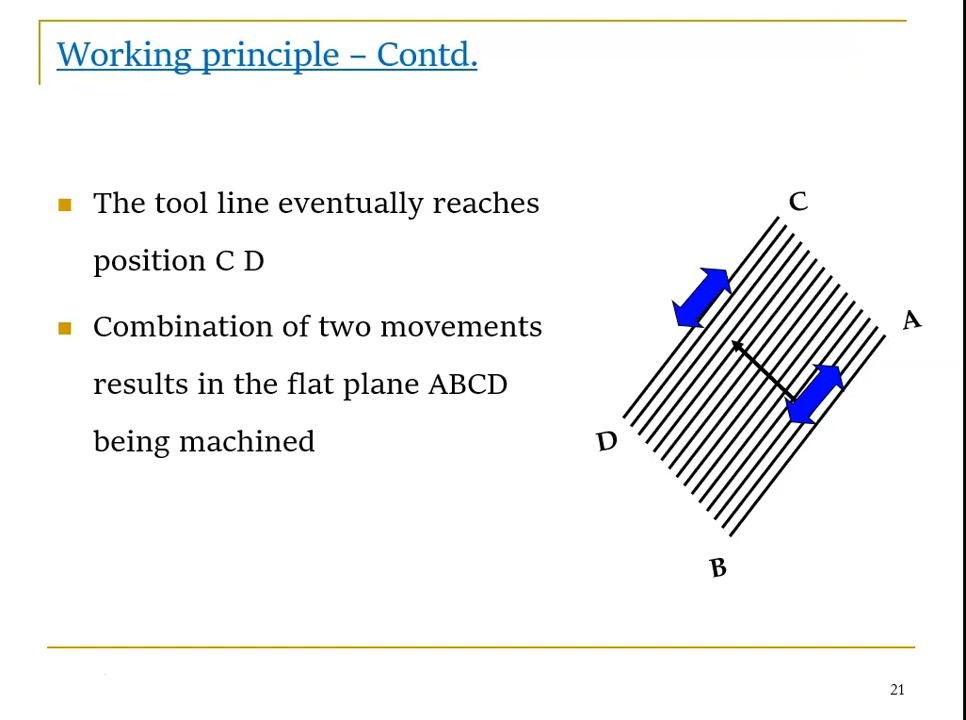 Working principle – Contd.
The tool line eventually reaches
position C D
Combination of two movements
results in the flat plane ABCD
being machined
C
A
D
B
21